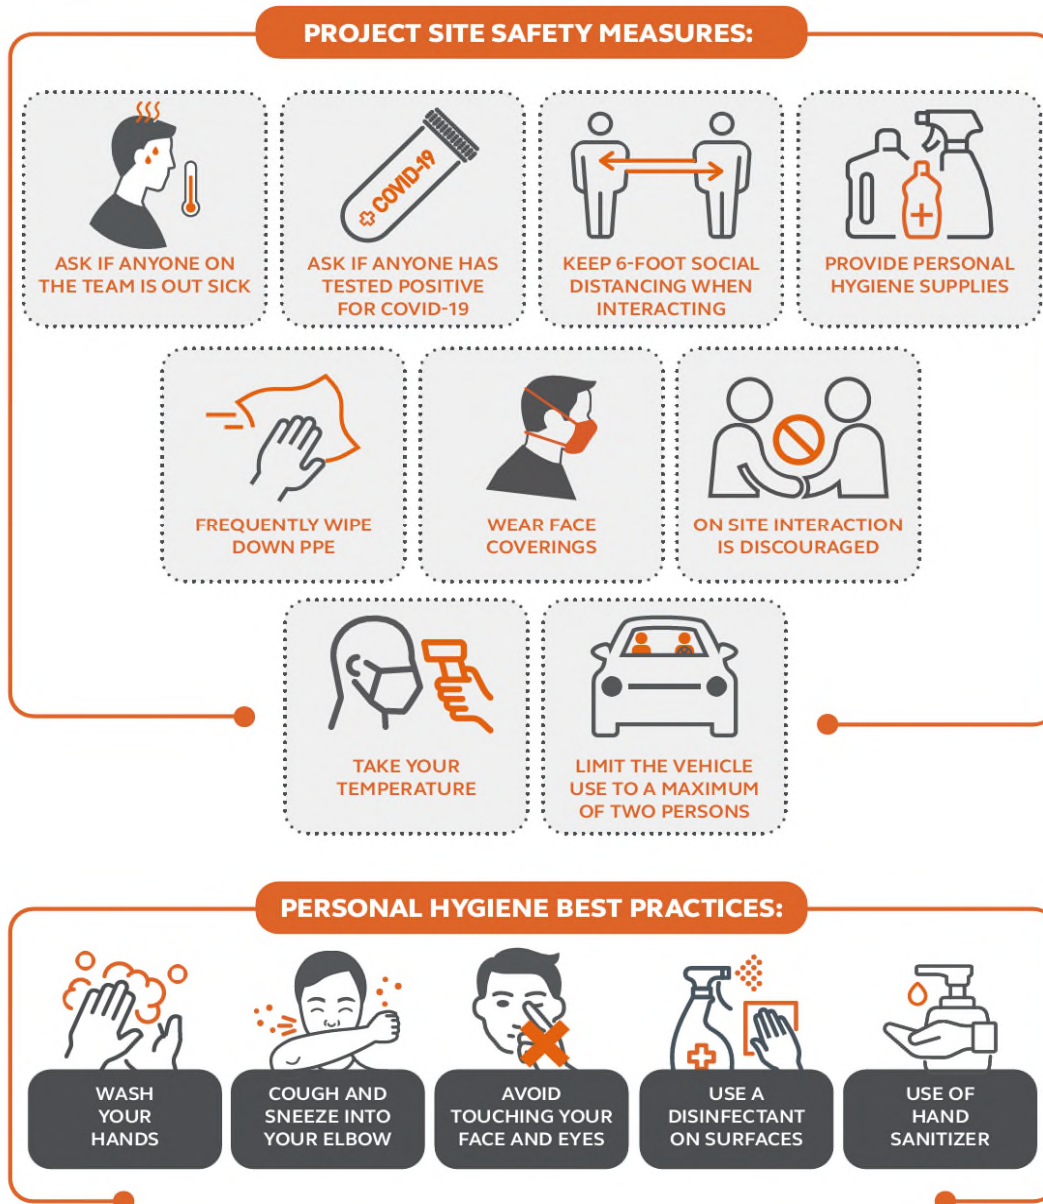 PROJECT SITE SAFETY MEASURES:
ASK IF ANYONE ON
THE TEAM IS OUT SICK
COVID-19
ASK IF ANYONE HAS
TESTED POSITIVE
FOR COVID-19
KEEP 6-FOOT SOCIAL
DISTANCING WHEN
INTERACTING
PROVIDE PERSONAL
HYGIENE SUPPLIES
FREQUENTLY WIPE
DOWN PPE
WEAR FACE
COVERINGS
ON SITE INTERACTION
IS DISCOURAGED
TAKE YOUR
TEMPERATURE
LIMIT THE VEHICLE
USE TO A MAXIMUM
OF TWO PERSONS
PERSONAL HYGIENE BEST PRACTICES:
WASH
YOUR
HANDS
COUGH AND
SNEEZE INTO
YOUR ELBOW
AVOID
TOUCHING YOUR
FACE AND EYES
USE A
DISINFECTANT
ON SURFACES
USE OF
HAND
SANITIZER